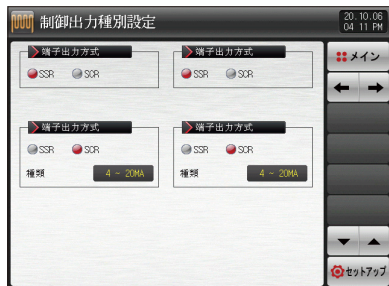 制御出力種別設定
20.10.06
04 11 PM
端子出力方式
SSR SCR
端子出力方式
SSR SCR
端子出力方式
SSR SCR
種類 4 - 20MA
端子出力方式
SSR SCR
種類 4 - 20MA
メイン
セットアップ